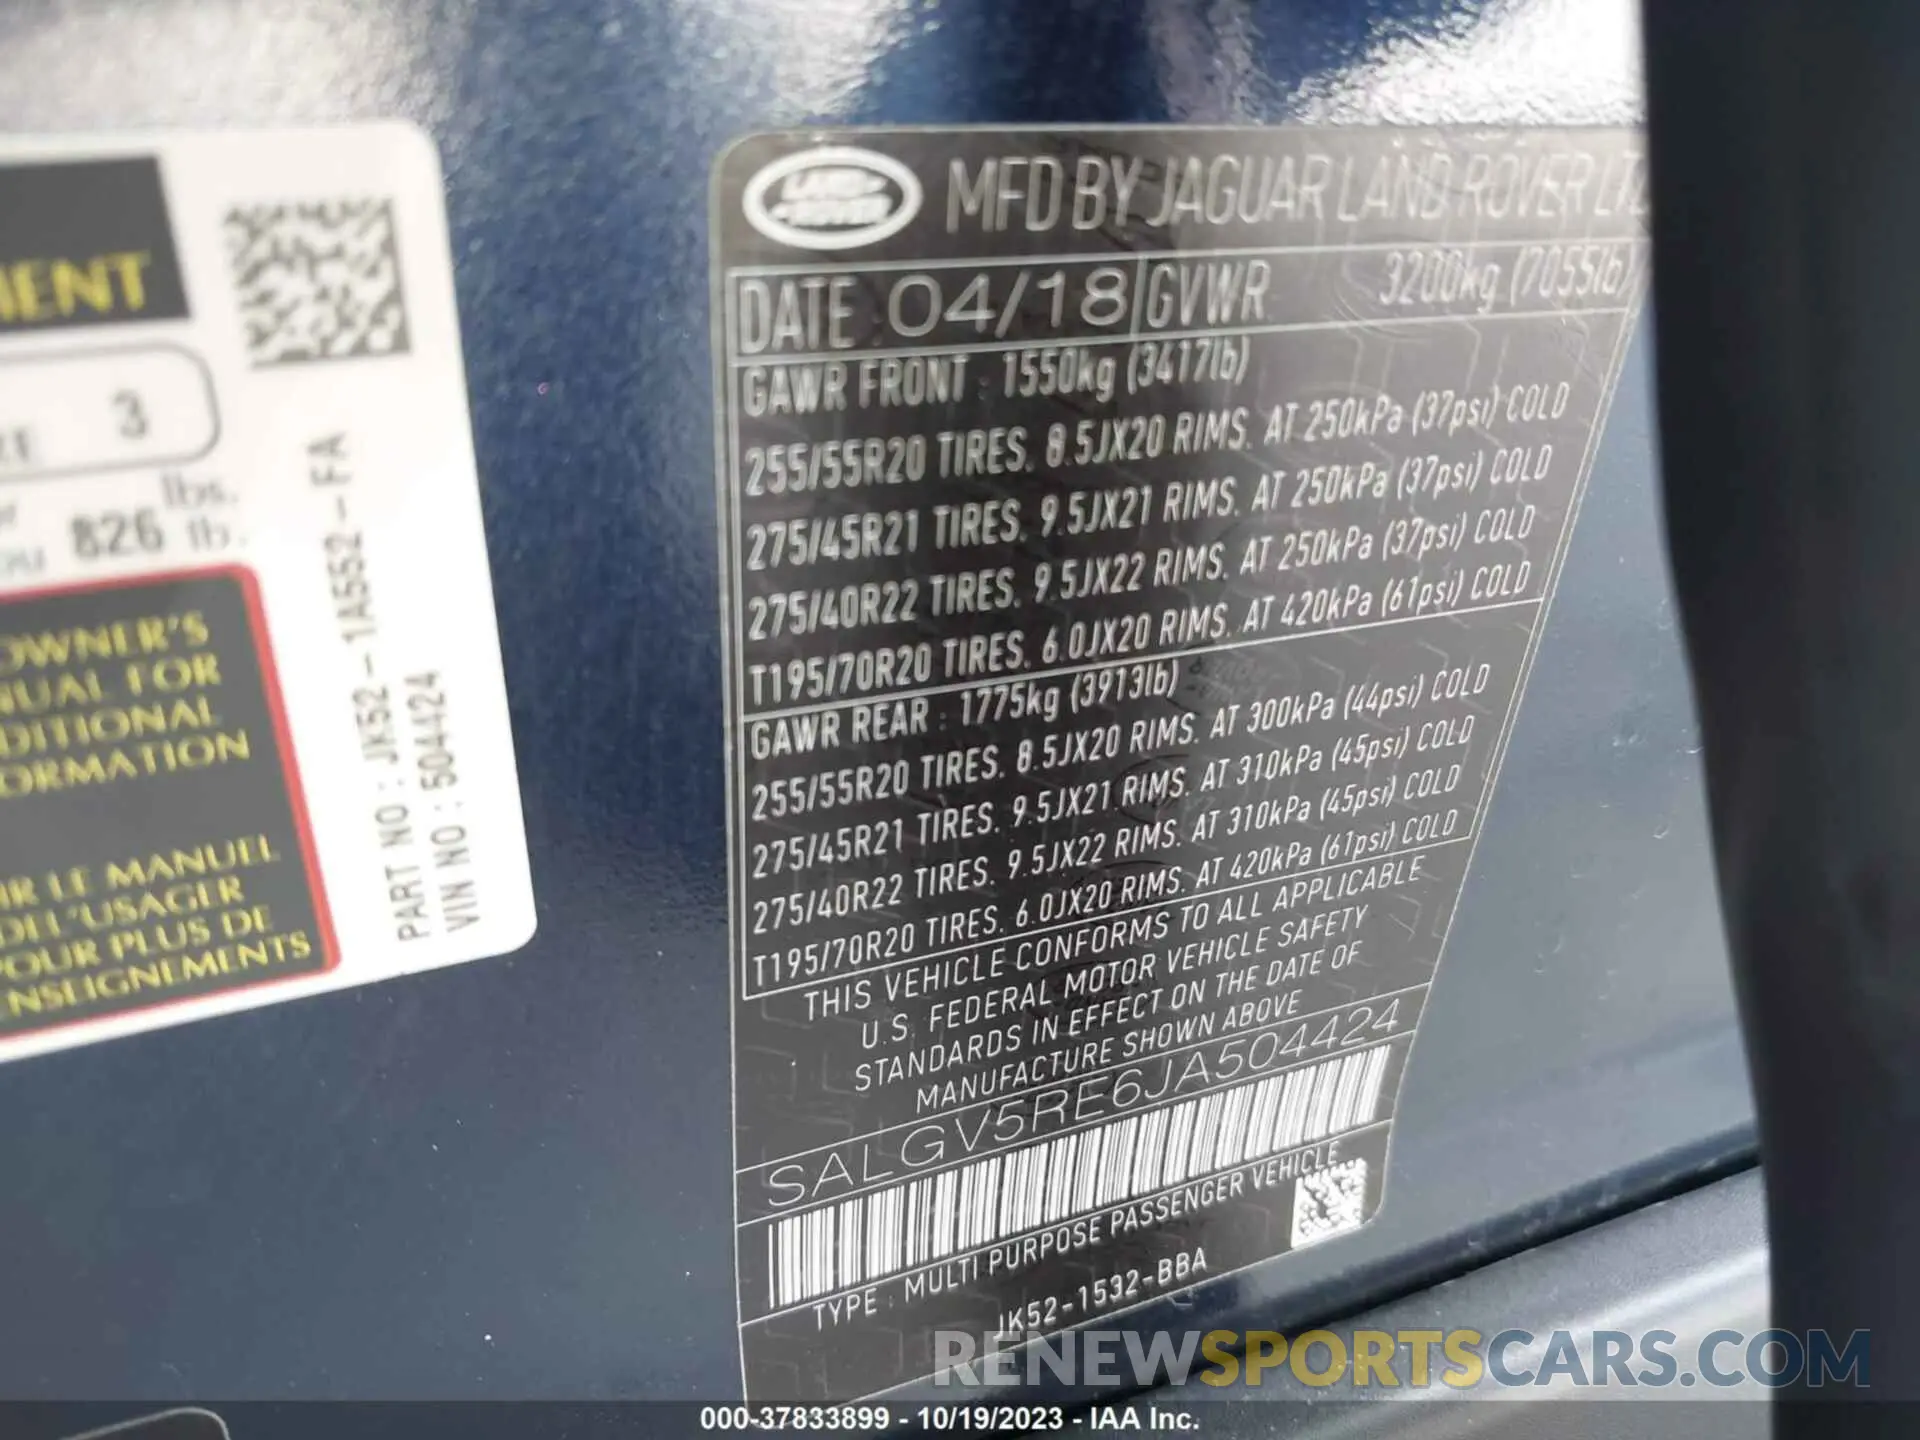 MENT
3
lbs.
826 lb.
OWNER'S
NUAL FOR
DITIONAL
ORMATION
IR LE MANUEL
DEL'USAGER
POUR PLUS DE
ENSEIGNEMENTS
PART NO : JK52-1A552-FA
VIN NO : 504424
LAND ROVER
MFD BY JAGUAR LAND ROVER LTD
DATE : 04/18 GVWR 3200kg (7055lb)
GAWR FRONT : 1550kg (3417lb)
255/55R20 TIRES. 8.5JX20 RIMS. AT 250kPa (37psi) COLD
275/45R21 TIRES. 9.5JX21 RIMS. AT 250kPa (37psi) COLD
275/40R22 TIRES. 9.5JX22 RIMS. AT 250kPa (37psi) COLD
T195/70R20 TIRES. 6.0JX20 RIMS. AT 420kPa (61psi) COLD
GAWR REAR : 1775kg (3913lb)
255/55R20 TIRES. 8.5JX20 RIMS. AT 300kPa (44psi) COLD
275/45R21 TIRES. 9.5JX21 RIMS. AT 310kPa (45psi) COLD
275/40R22 TIRES. 9.5JX22 RIMS. AT 310kPa (45psi) COLD
T195/70R20 TIRES. 6.0JX20 RIMS. AT 420kPa (61psi) COLD
THIS VEHICLE CONFORMS TO ALL APPLICABLE
U.S. FEDERAL MOTOR VEHICLE SAFETY
STANDARDS IN EFFECT ON THE DATE OF
MANUFACTURE SHOWN ABOVE
SALGV5RE6JA504424
TYPE : MULTI PURPOSE PASSENGER VEHICLE
JK52-1532-BBA
RENEWSPORTSCARS.COM
000-37833899 - 10/19/2023 - IAA Inc.